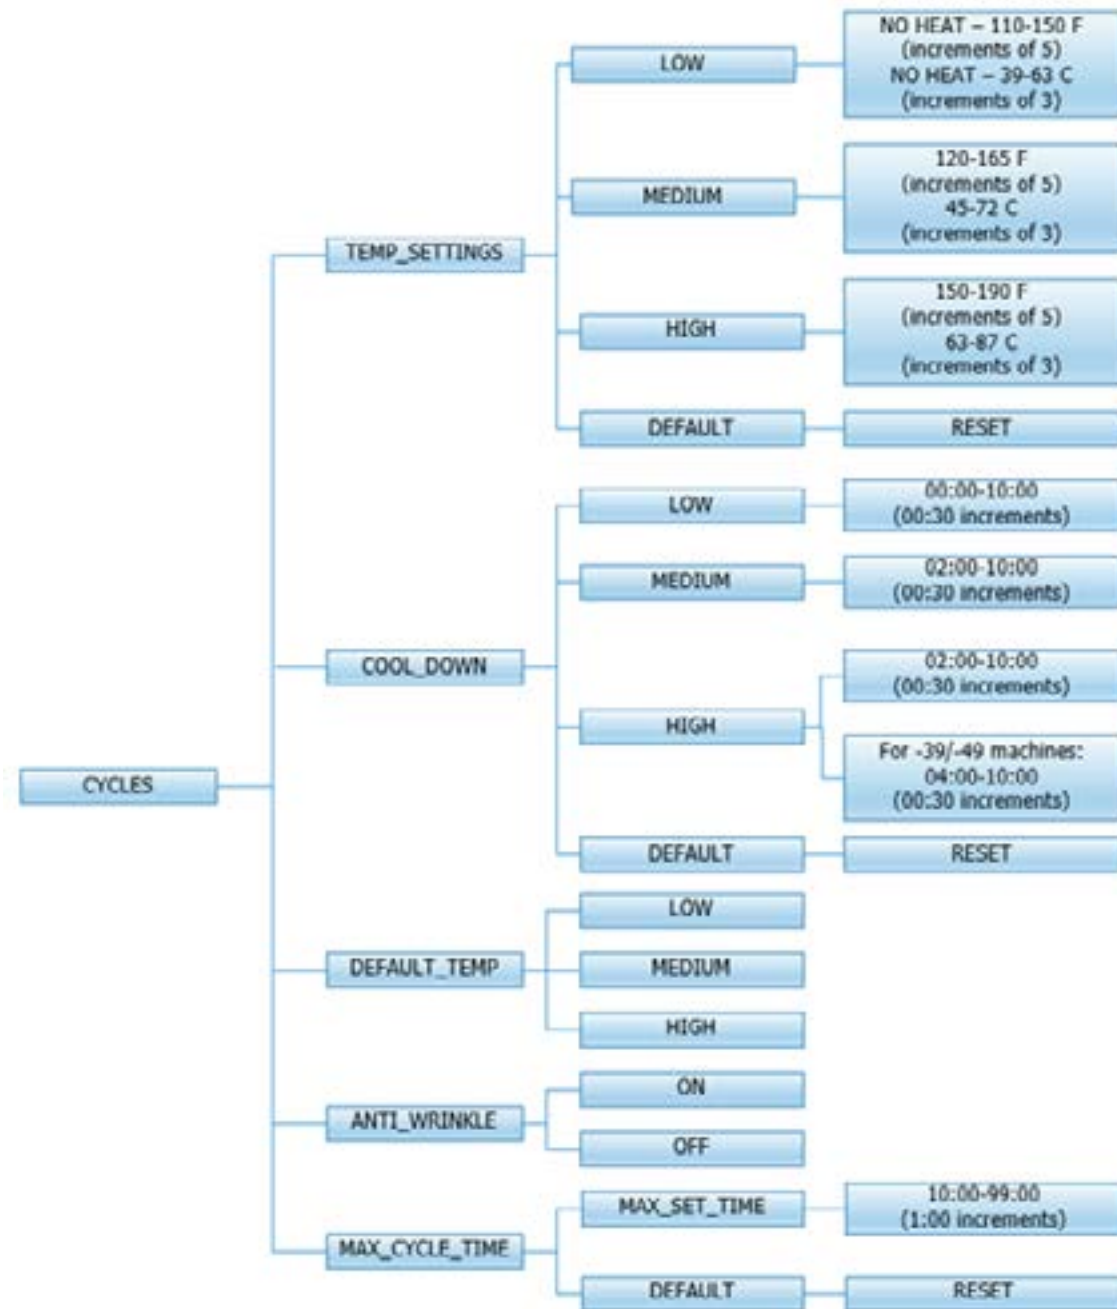 CYCLES
TEMP_SETTINGS
LOW
NO HEAT – 110-150 F
(increments of 5)
NO HEAT – 39-63 C
(increments of 3)
MEDIUM
120-165 F
(increments of 5)
45-72 C
(increments of 3)
HIGH
150-190 F
(increments of 5)
63-87 C
(increments of 3)
DEFAULT
RESET
COOL_DOWN
LOW
00:00-10:00
(00:30 increments)
MEDIUM
02:00-10:00
(00:30 increments)
HIGH
02:00-10:00
(00:30 increments)
For -39/-49 machines:
04:00-10:00
(00:30 increments)
DEFAULT
RESET
DEFAULT_TEMP
LOW
MEDIUM
HIGH
ANTI_WRINKLE
ON
OFF
MAX_CYCLE_TIME
MAX_SET_TIME
10:00-99:00
(1:00 increments)
DEFAULT
RESET